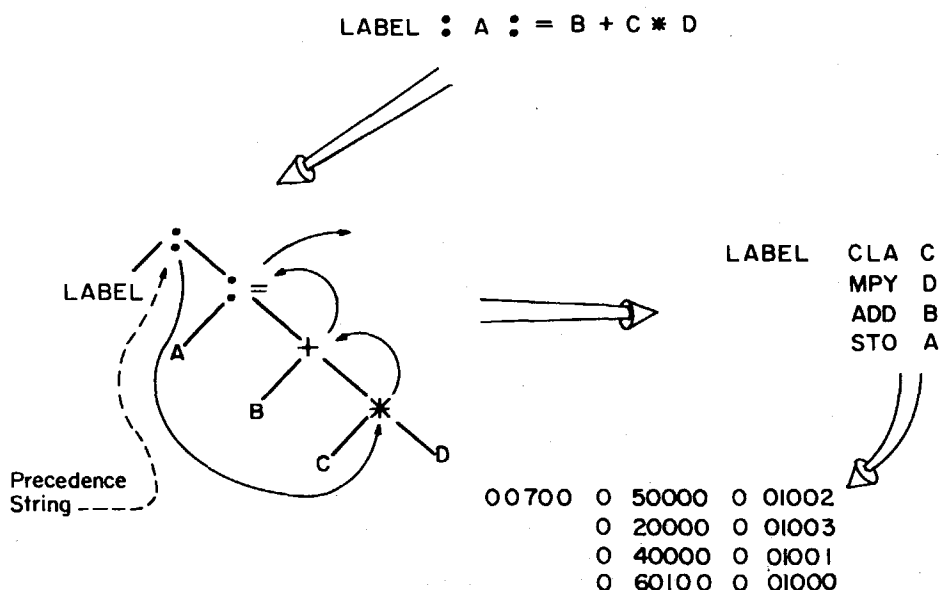 LABEL : A := B + C * D
:
LABEL
:=
A
+
B
*
C
D
Precedence
String
LABEL CLA C
MPY D
ADD B
STO A
00700 0 50000 0 01002
0 20000 0 01003
0 40000 0 01001
0 60100 0 01000